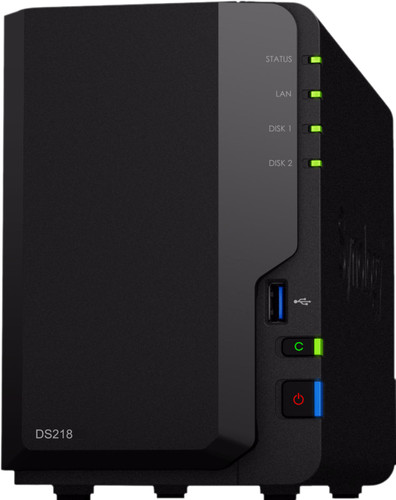 STATUS
LAN
DISK 1
DISK 2
C
DS218